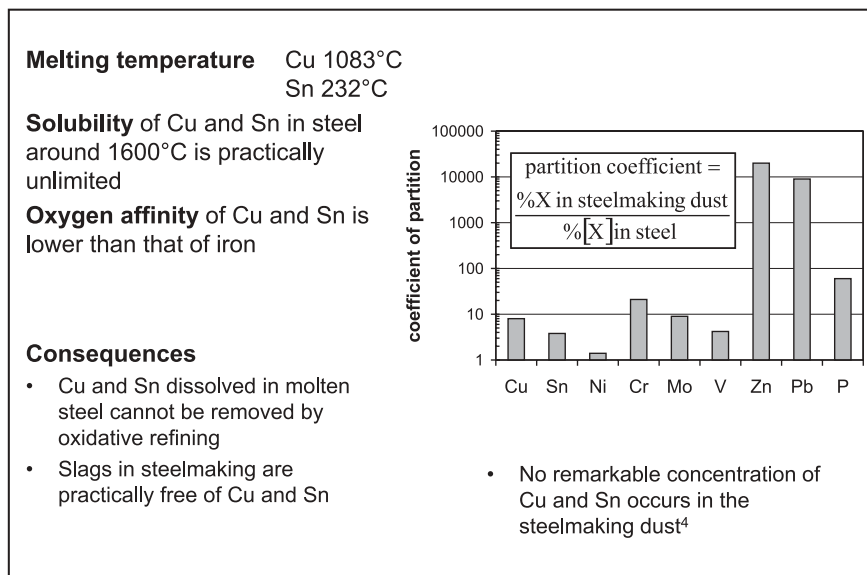 Melting temperature Cu 1083°C
Sn 232°C
Solubility of Cu and Sn in steel
around 1600°C is practically
unlimited
Oxygen affinity of Cu and Sn is
lower than that of iron
Consequences
• Cu and Sn dissolved in molten
steel cannot be removed by
oxidative refining
• Slags in steelmaking are
practically free of Cu and Sn
coefficient of partition
100000
10000
1000
100
10
1
partition coefficient =
%X in steelmaking dust
%[X] in steel
Cu Sn Ni Cr Mo V Zn Pb P
• No remarkable concentration of
Cu and Sn occurs in the
steelmaking dust⁴